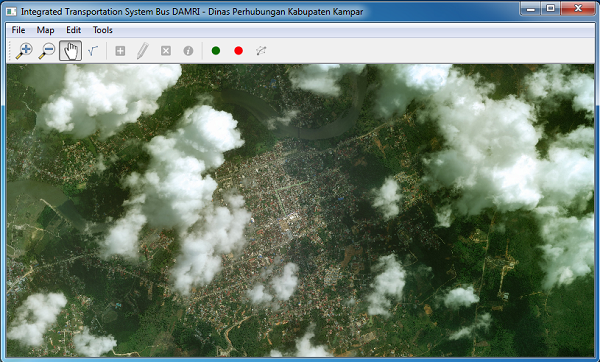 Integrated Transportation System Bus DAMRI - Dinas Perhubungan Kabupaten Kampar
File Map Edit Tools